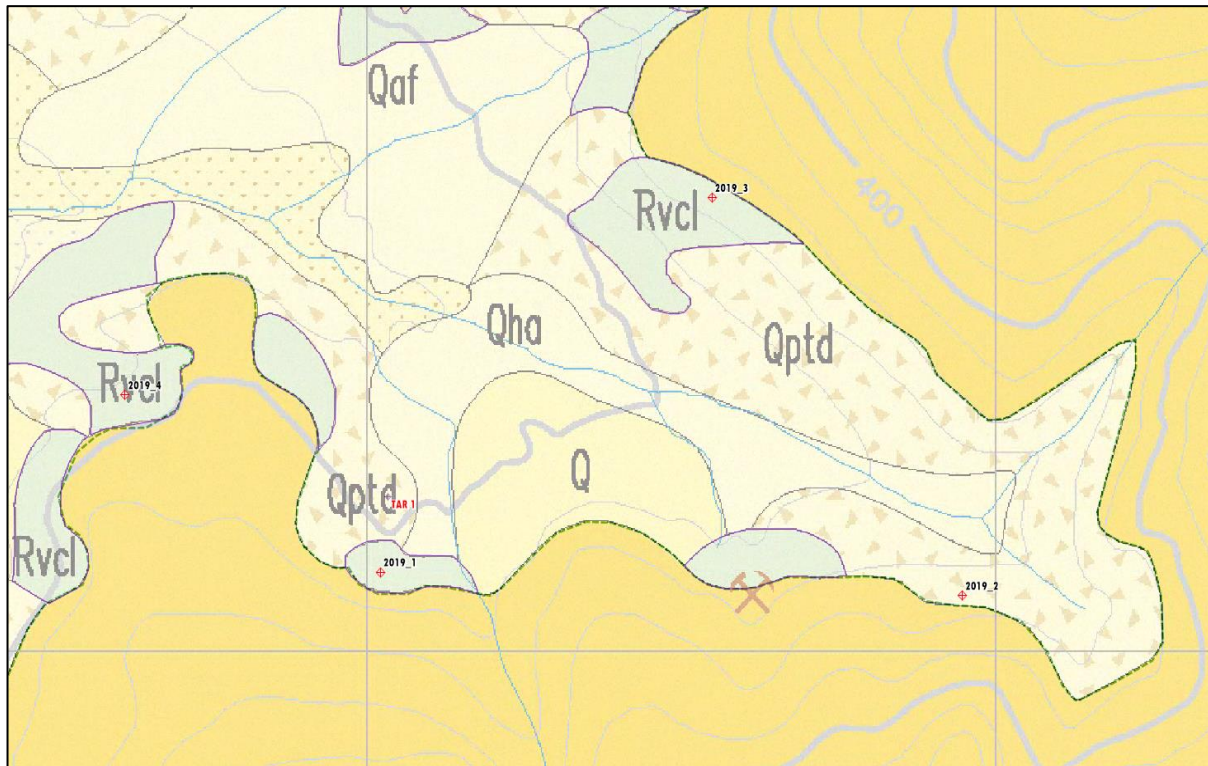 Qaf
2019_3
Rvcl
400
Qha
Qptd
2019_4
Rvcl
Q
Qptd
TAR 1
Rvcl
2019_1
2019_2